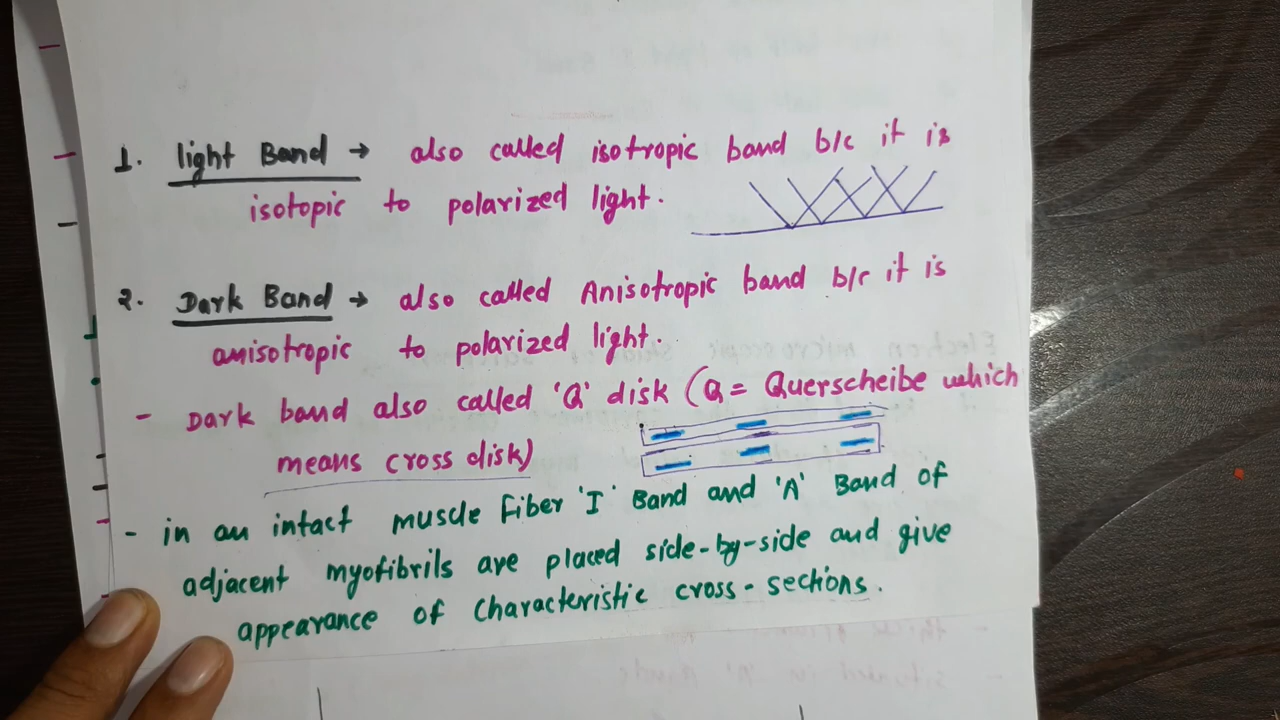 1. light Band → also called isotropic band b/c it is
isotopic to polarized light.
2. Dark Band → also called Anisotropic band b/c it is
anisotropic to polarized light.
- Dark band also called 'Q' disk (Q = Querscheibe which
means cross disk)
- in an intact muscle fiber 'I' Band and 'A' Band of
adjacent myofibrils are placed side-by-side and give
appearance of characteristic cross-sections.